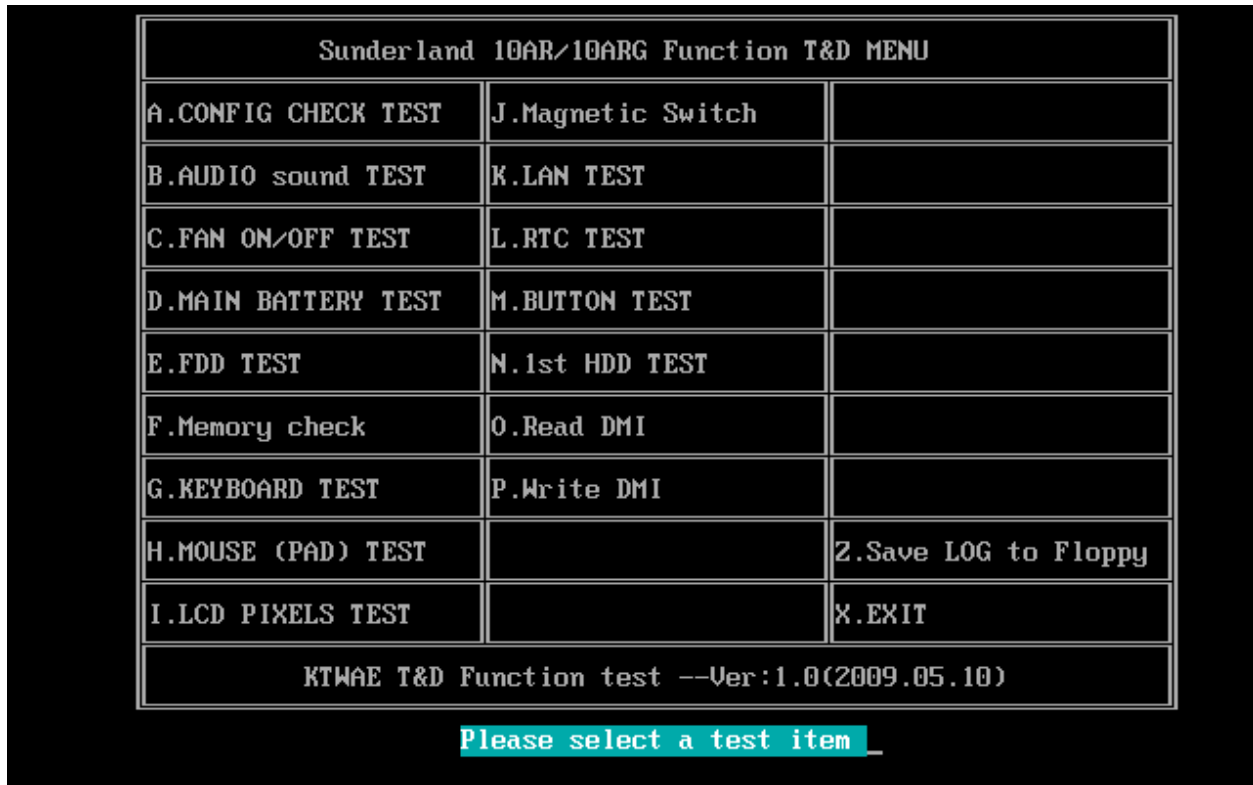 Sunderland 10AR/10ARG Function T&D MENU
A.CONFIG CHECK TEST J.Magnetic Switch
B.AUDIO sound TEST K.LAN TEST
C.FAN ON/OFF TEST L.RTC TEST
D.MAIN BATTERY TEST M.BUTTON TEST
E.FDD TEST N.1st HDD TEST
F.Memory check O.Read DMI
G.KEYBOARD TEST P.Write DMI
H.MOUSE (PAD) TEST Z.Save LOG to Floppy
I.LCD PIXELS TEST X.EXIT
KTWAE T&D Function test --Ver:1.0(2009.05.10)
Please select a test item _